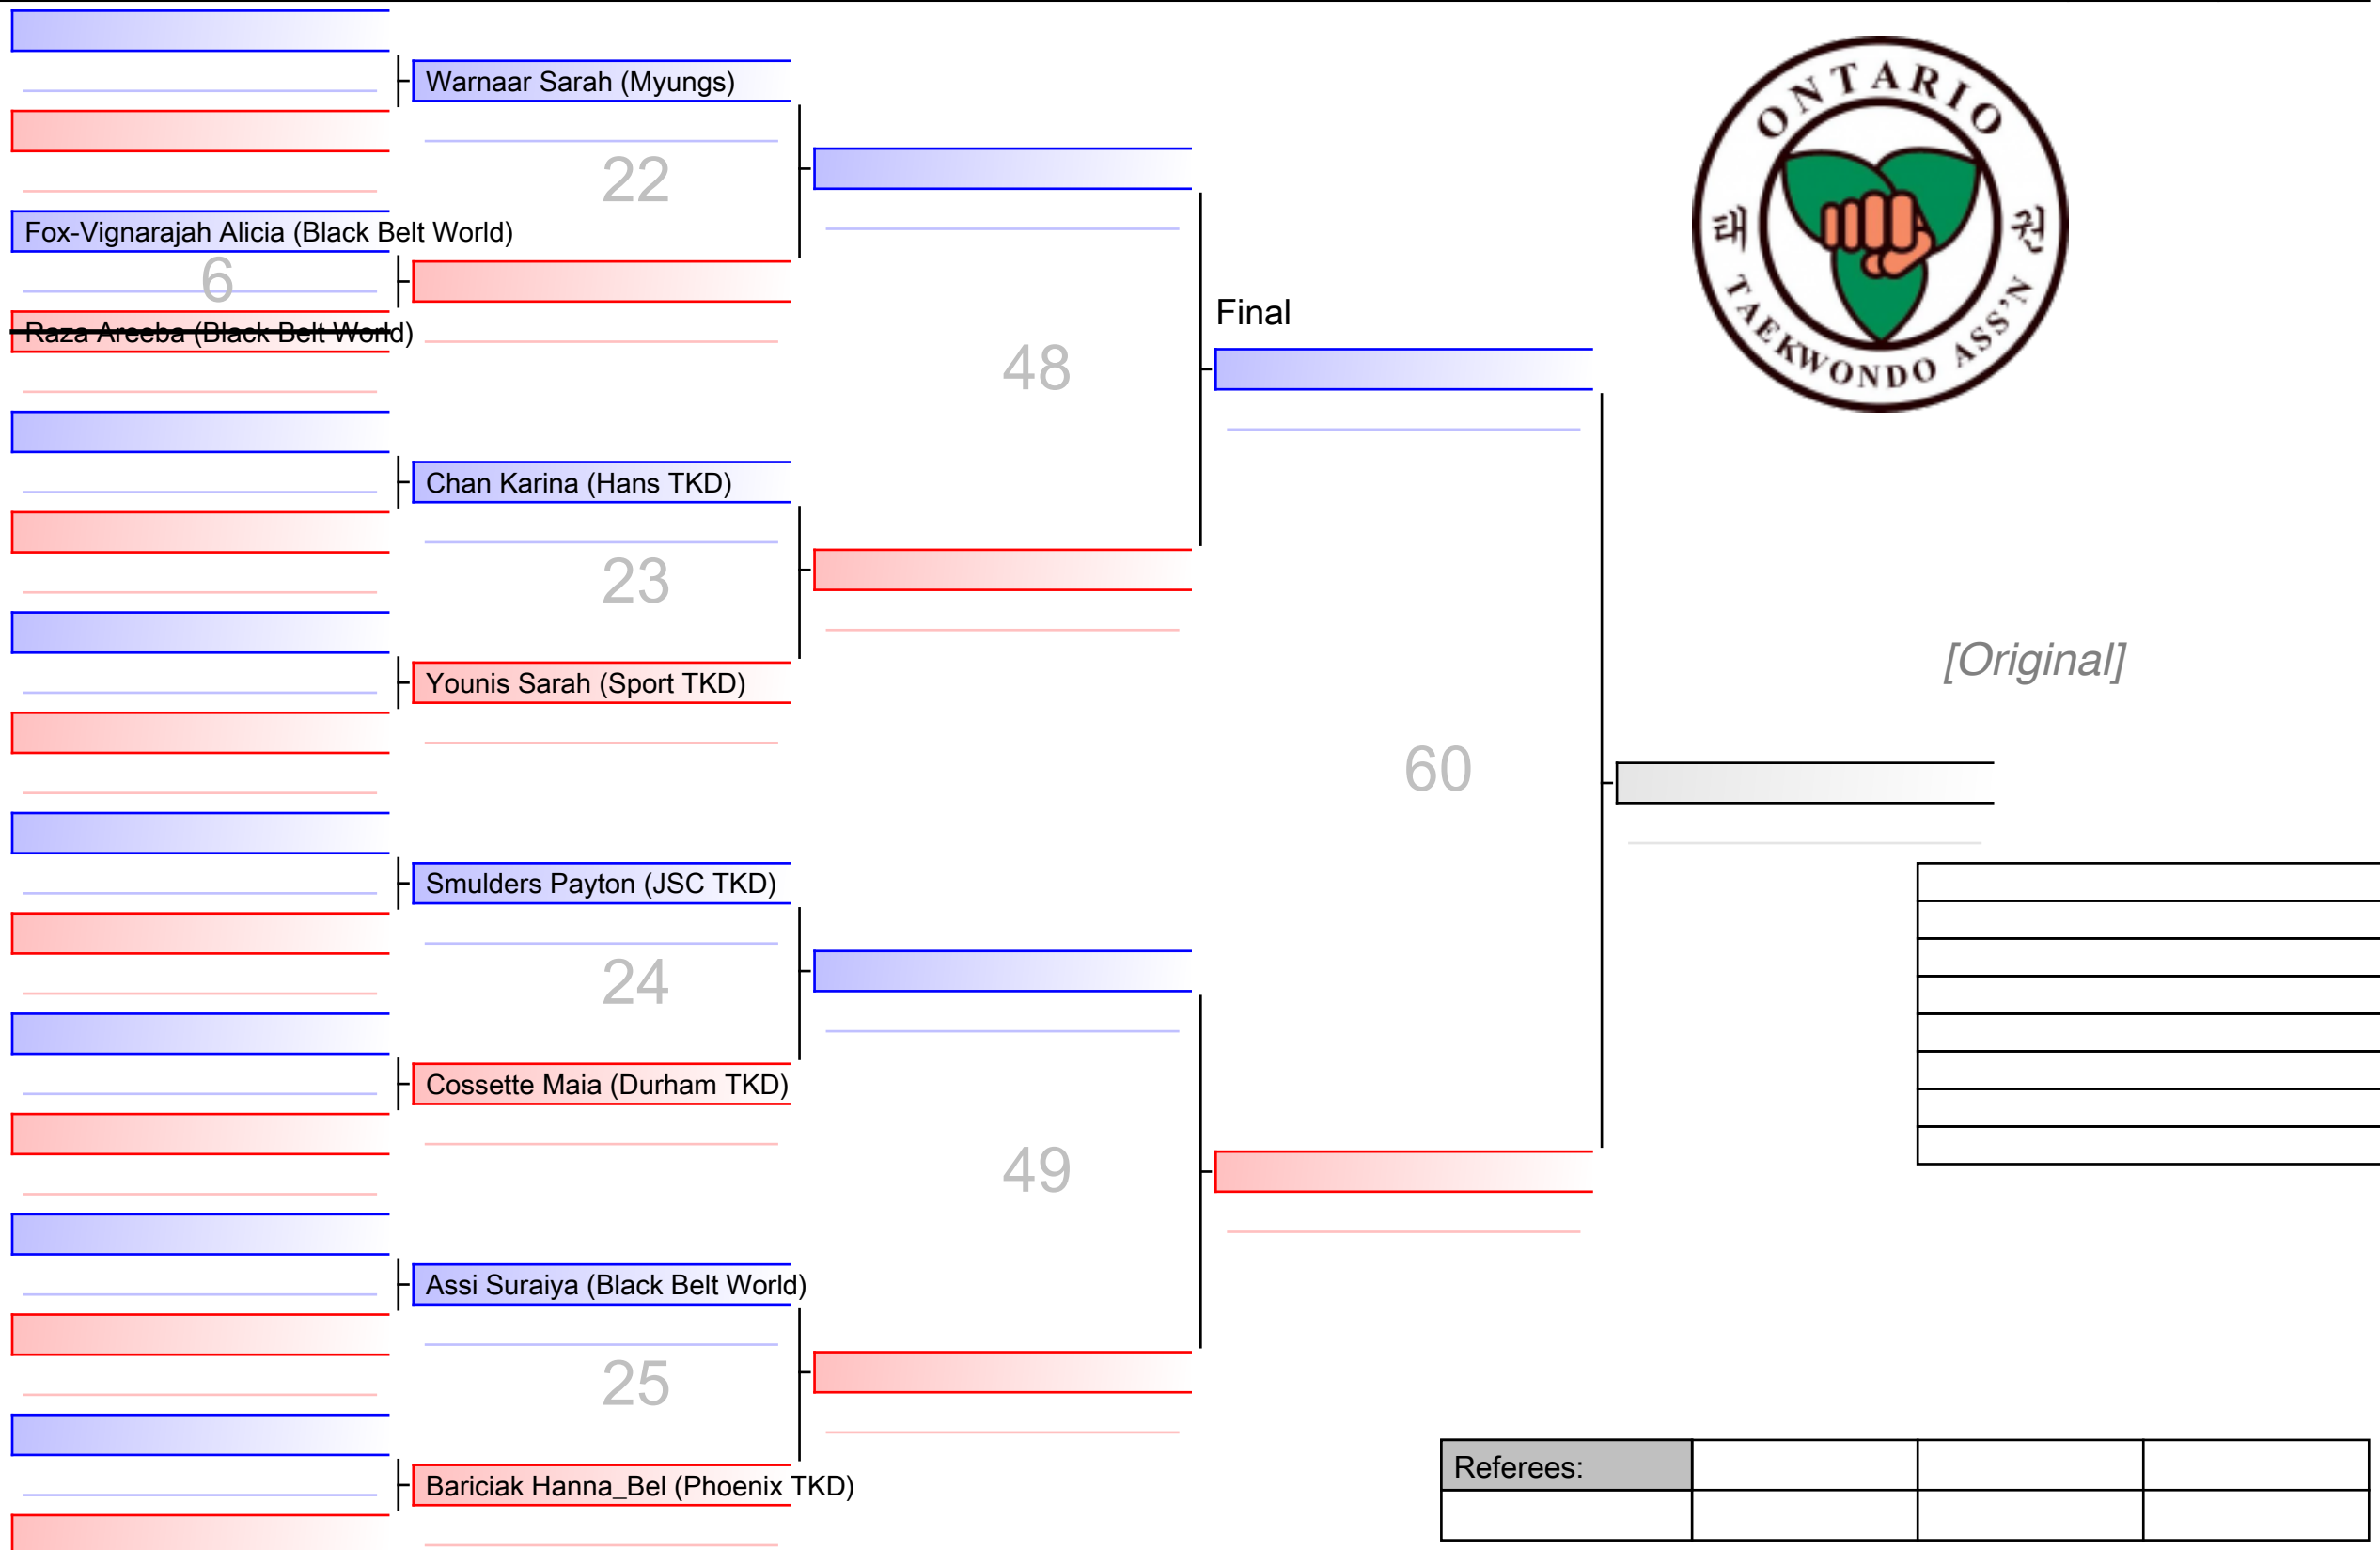 Warnaar Sarah (Myungs)
22
Fox-Vignarajah Alicia (Black Belt World)
6
Raza Areeba (Black Belt World)
48
Chan Karina (Hans TKD)
23
Younis Sarah (Sport TKD)
Final
60
Smulders Payton (JSC TKD)
24
Cossette Maia (Durham TKD)
49
Assi Suraiya (Black Belt World)
25
Bariciak Hanna_Bel (Phoenix TKD)
ONTARIO
태 권
TAEKWONDO ASS'N
[Original]
Referees: